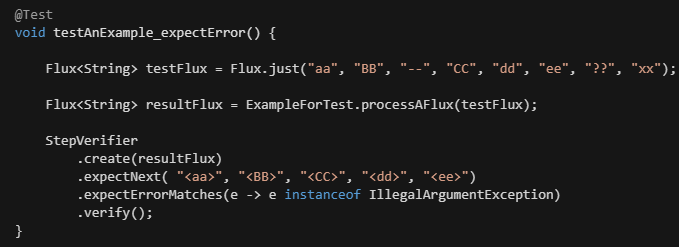 @Test
void testAnExample_expectError() {
Flux<String> testFlux = Flux.just("aa", "BB", "--", "CC", "dd", "ee", "??", "xx");
Flux<String> resultFlux = ExampleForTest.processAFlux(testFlux);
StepVerifier
.create(resultFlux)
.expectNext( "<aa>", "<BB>", "<CC>", "<dd>", "<ee>")
.expectErrorMatches(e -> e instanceof IllegalArgumentException)
.verify();
}